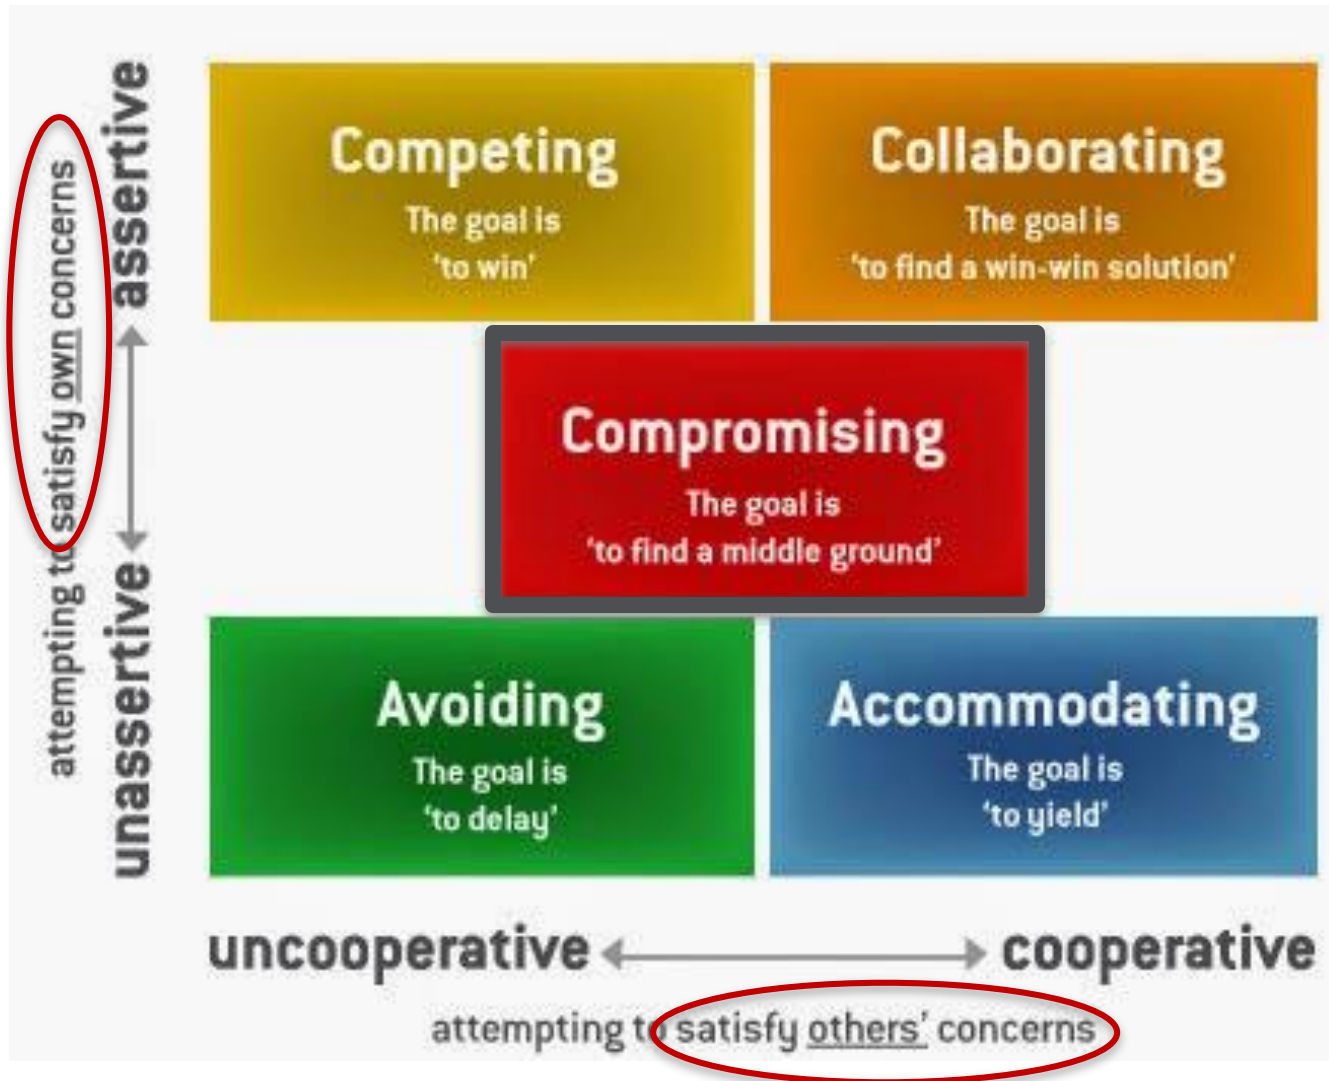 assertive
attempting to satisfy own concerns
unassertive
Competing
The goal is
‘to win’
Collaborating
The goal is
‘to find a win-win solution’
Compromising
The goal is
‘to find a middle ground’
Avoiding
The goal is
‘to delay’
Accommodating
The goal is
‘to yield’
uncooperative
cooperative
attempting to satisfy others’ concerns